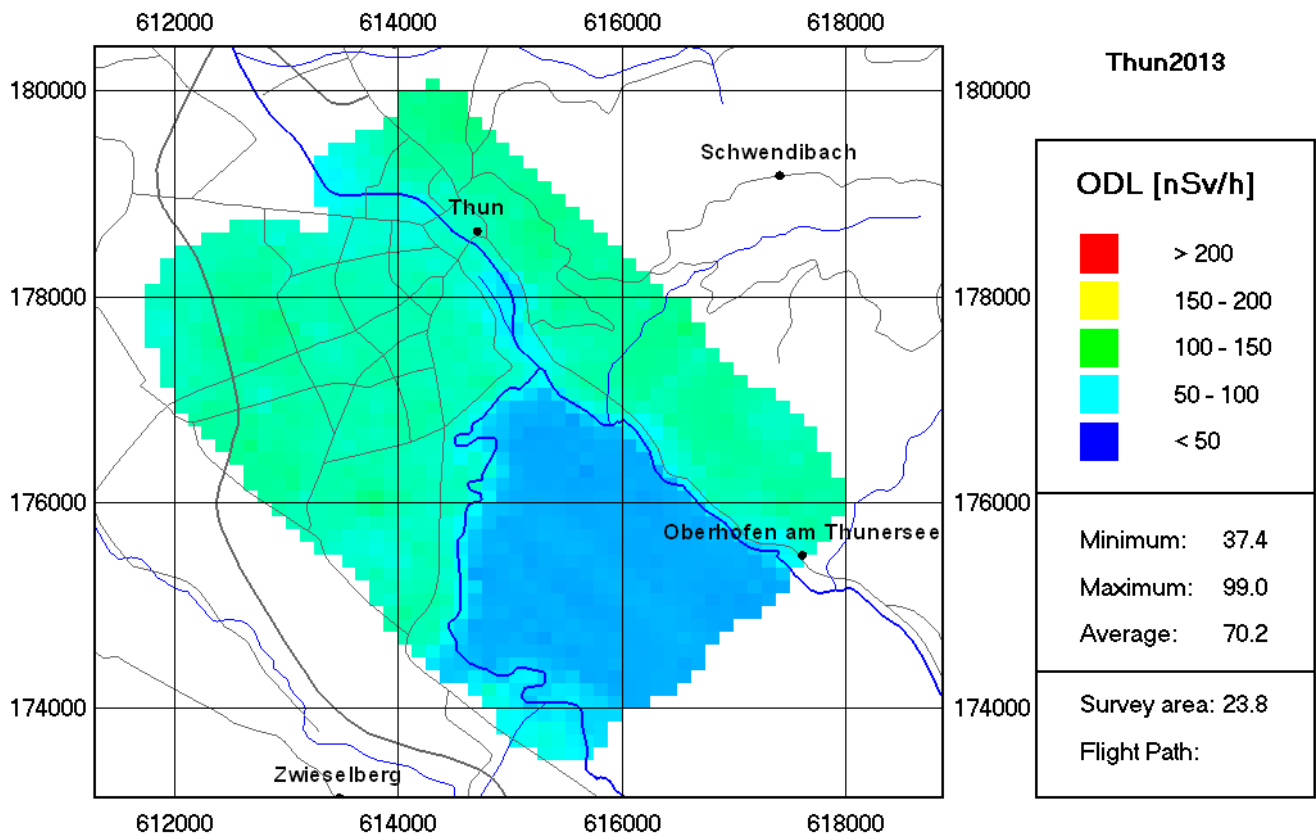 612000 614000 616000 618000
Thun2013
180000 180000
Schwendibach
ODL [nSv/h]
Thun
> 200
178000 178000
150 - 200
100 - 150
50 - 100
< 50
176000 176000
Oberhofen am Thunersee
Minimum: 37.4
Maximum: 99.0
Average: 70.2
174000 174000
Survey area: 23.8
Flight Path:
Zwieselberg
612000 614000 616000 618000